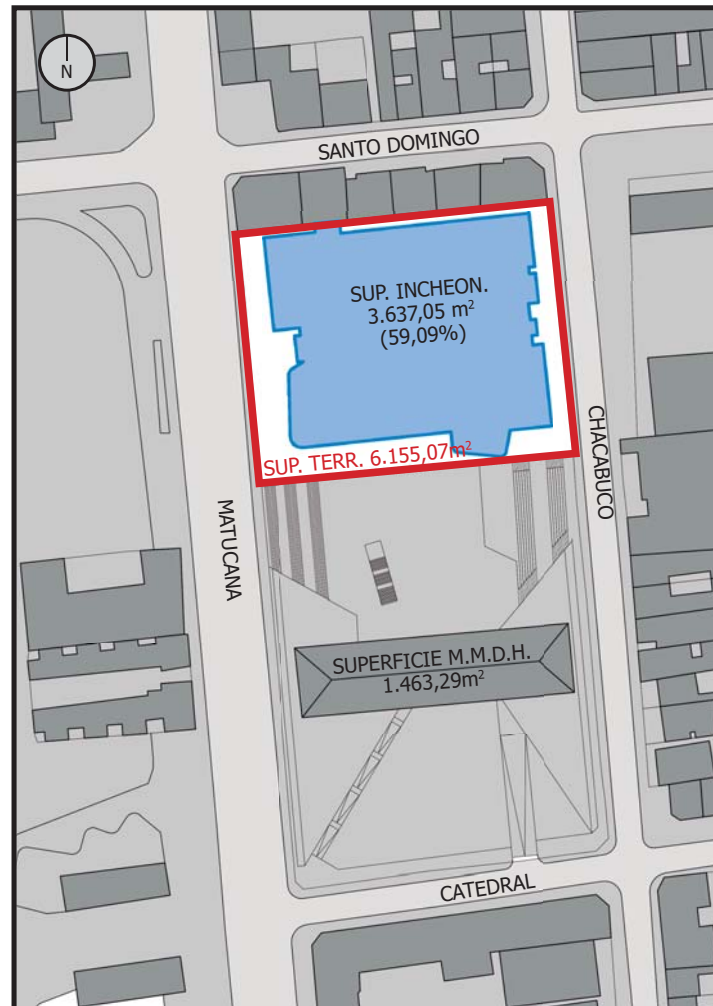 N
SANTO DOMINGO
SUP. INCHEON.
3.637,05 m²
(59,09%)
SUP. TERR. 6.155,07m²
CHACABUCO
MATUCANA
SUPERFICIE M.M.D.H.
1.463,29m²
CATEDRAL